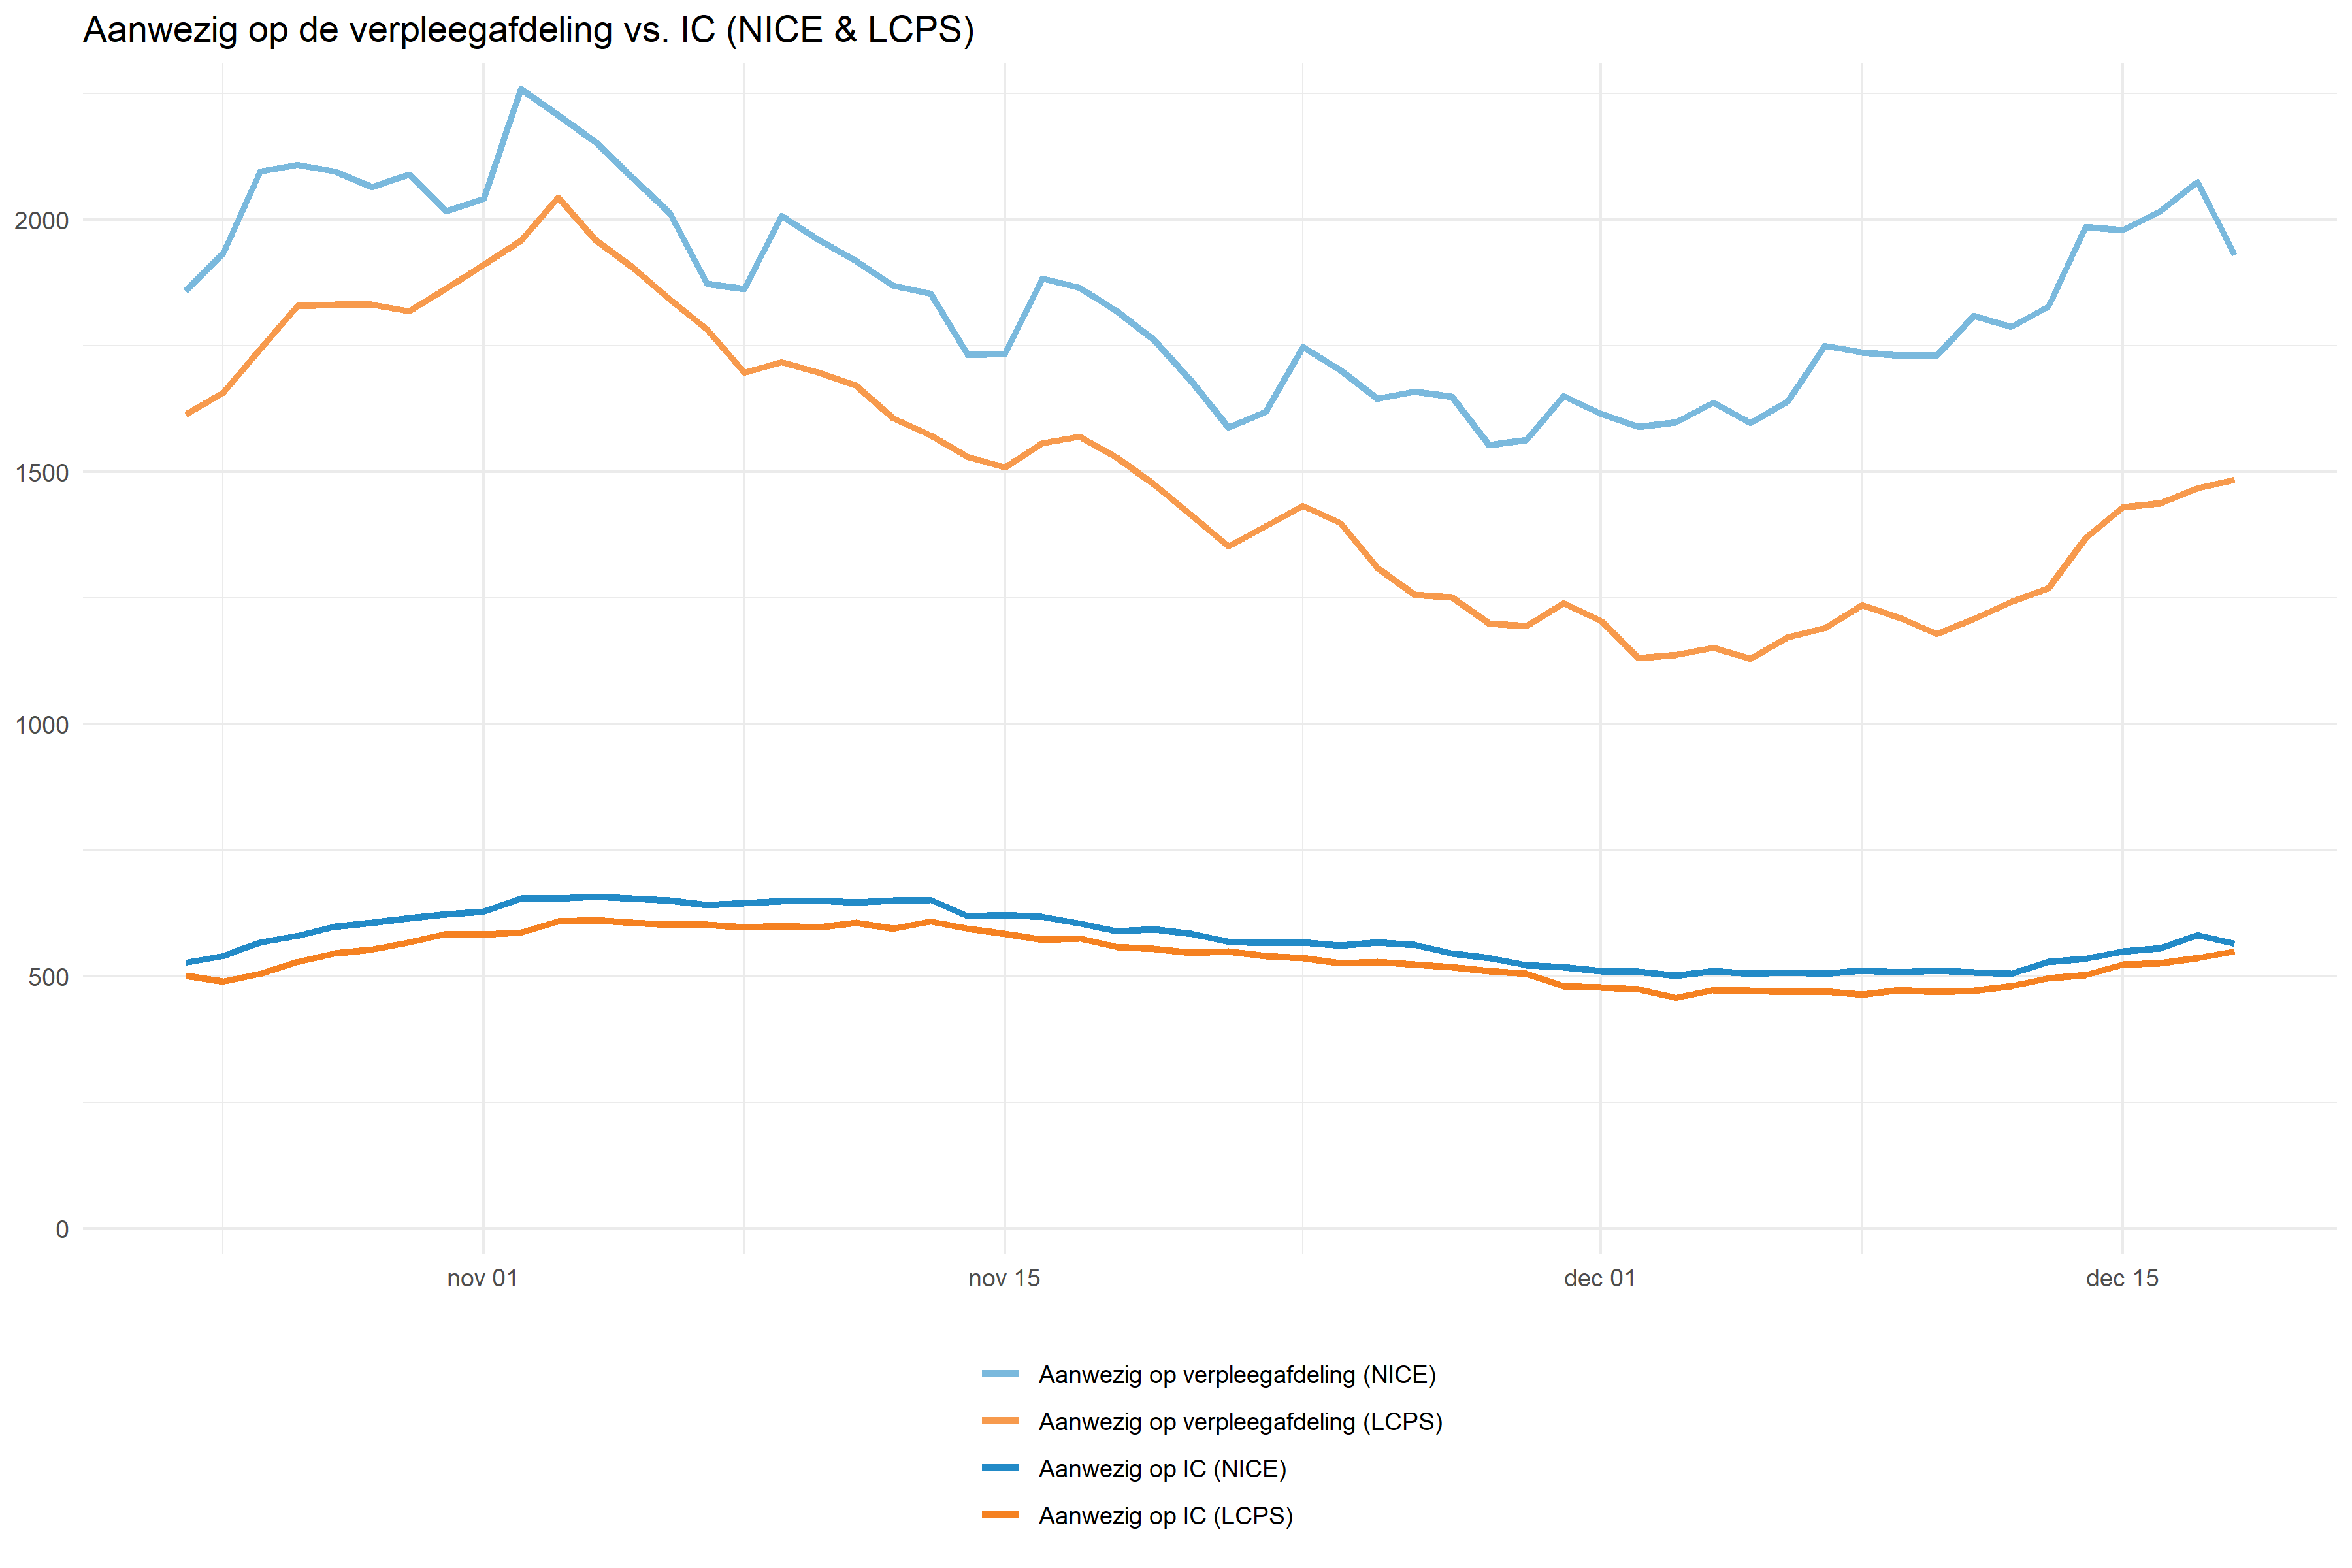 Aanwezig op de verpleegafdeling vs. IC (NICE & LCPS)
2000
1500
1000
500
0
nov 01
nov 15
dec 01
dec 15
Aanwezig op verpleegafdeling (NICE)
Aanwezig op verpleegafdeling (LCPS)
Aanwezig op IC (NICE)
Aanwezig op IC (LCPS)